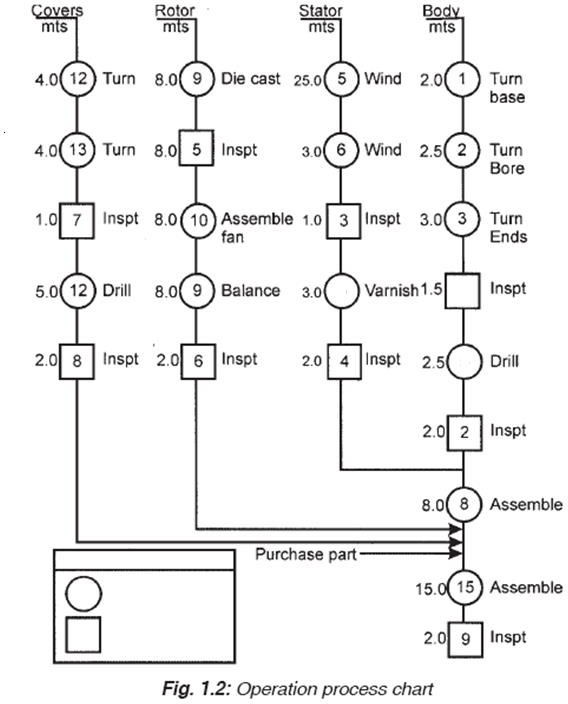 Covers Rotor Stator Body
mts mts mts mts
4.0 12 Turn 8.0 9 Die cast 25.0 5 Wind 2.0 1 Turn
base
4.0 13 Turn 8.0 5 Inspt 3.0 6 Wind 2.5 2 Turn
Bore
1.0 7 Inspt 8.0 10 Assemble 1.0 3 Inspt 3.0 3 Turn
fan Ends
5.0 12 Drill 8.0 9 Balance 3.0 Varnish 1.5 Inspt
2.0 8 Inspt 2.0 6 Inspt 2.0 4 Inspt 2.5 Drill
2.0 2 Inspt
8.0 8 Assemble
Purchase part
15.0 15 Assemble
2.0 9 Inspt
Fig. 1.2: Operation process chart